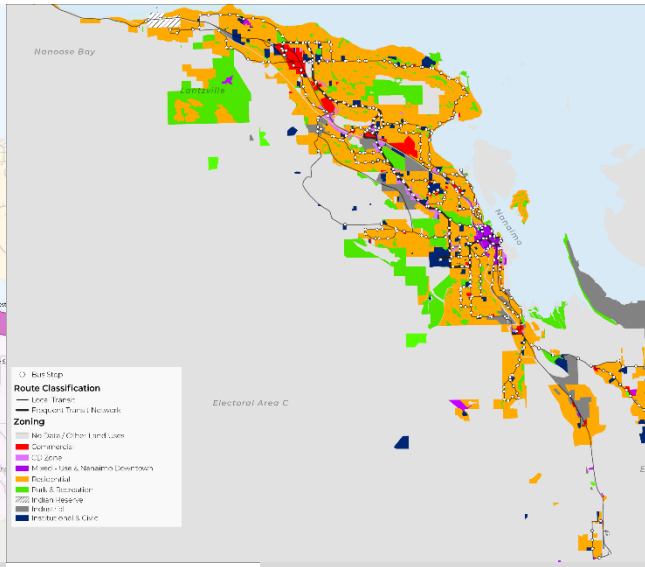 Nanoose Bay
Lantzville
Nanaimo
Electoral Area C
Bus Stop
Route Classification
Local Transit
Frequent Transit Network
Zoning
No Data / Other Land Uses
Commercial
CD Zone
Mixed - Use & Nanaimo Downtown
Residential
Park & Recreation
Indian Reserve
Industrial
Institutional & Civic
E